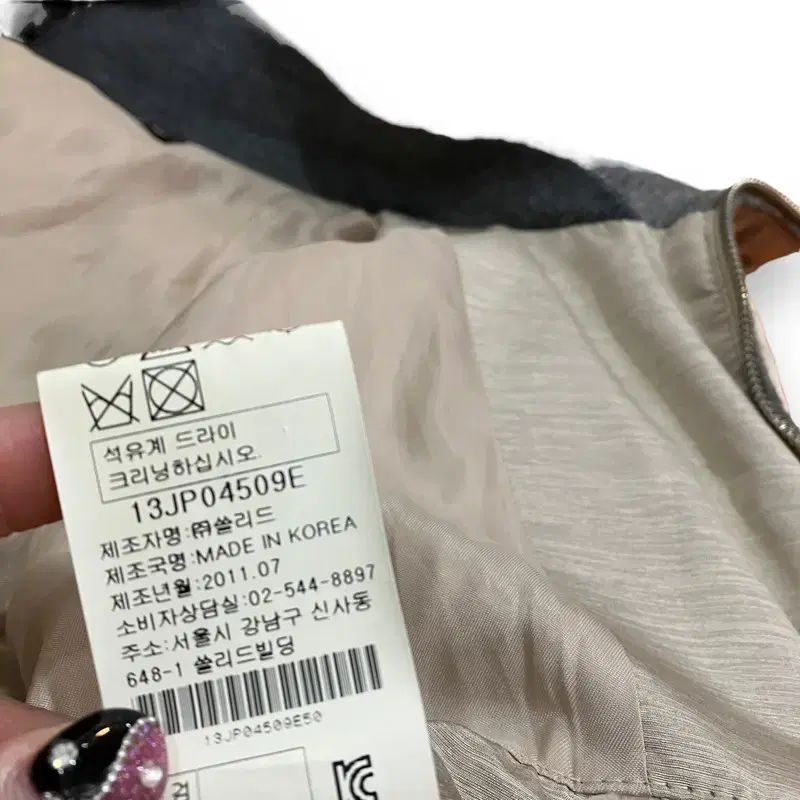 석유계 드라이
크리닝하십시오.
13JP04509E
제조자명:㈜쏠리드
제조국명:MADE IN KOREA
제조년월:2011.07
소비자상담실:02-544-8897
주소:서울시 강남구 신사동
648-1 쏠리드빌딩
13JP04509E50
검